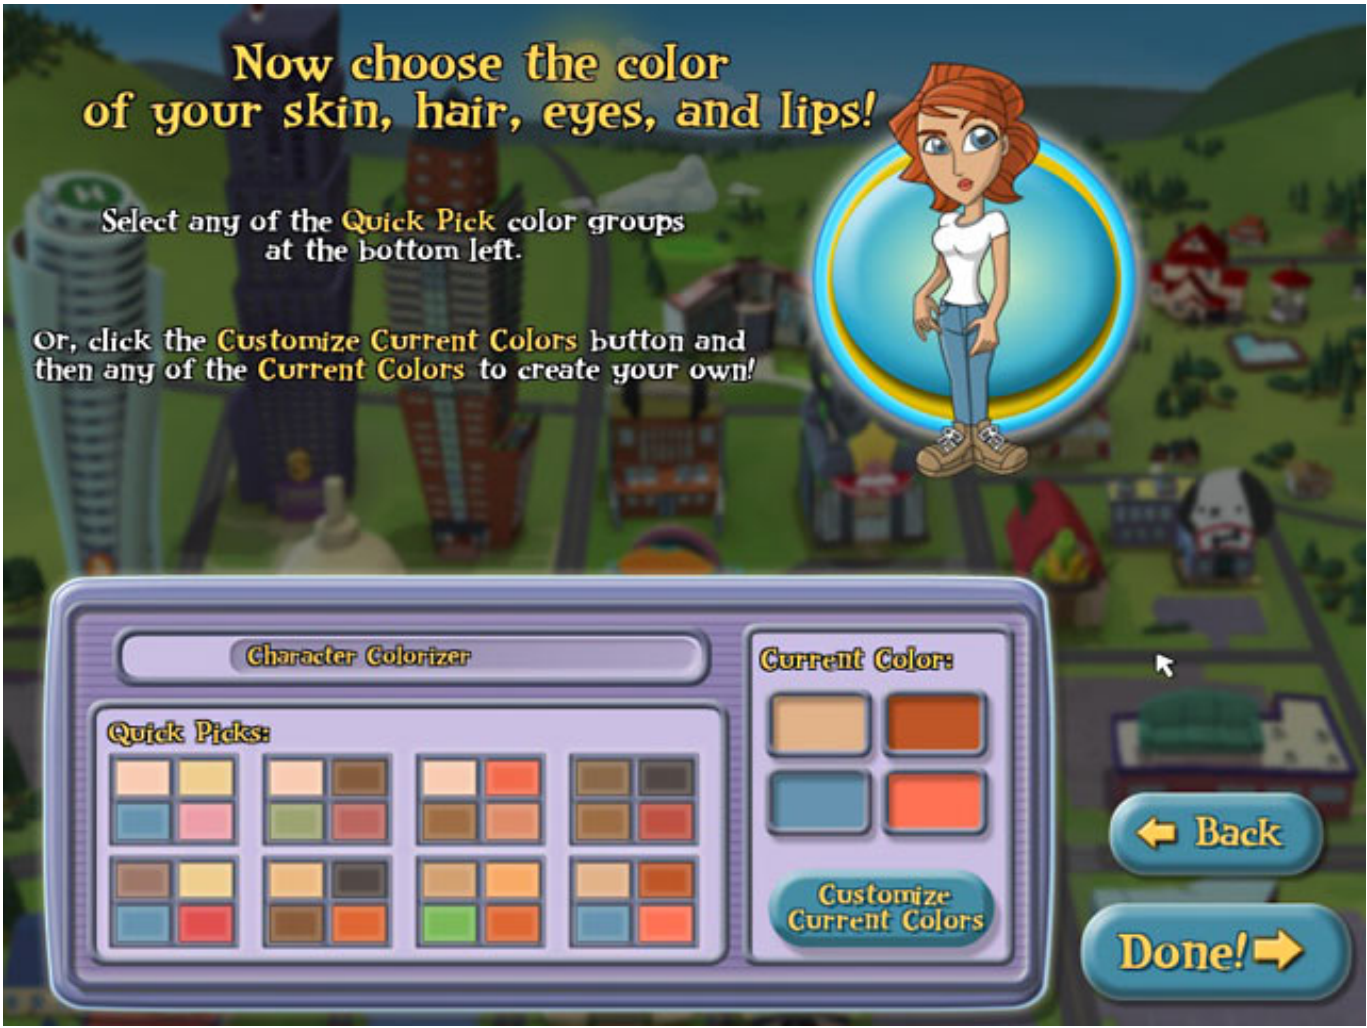 Now choose the color
of your skin, hair, eyes, and lips!
Select any of the Quick Pick color groups
at the bottom left.
Or, click the Customize Current Colors button and
then any of the Current Colors to create your own!
H
$
Character Colorizer
Current Color:
Quick Picks:
Customize
Current Colors
Back
Done!